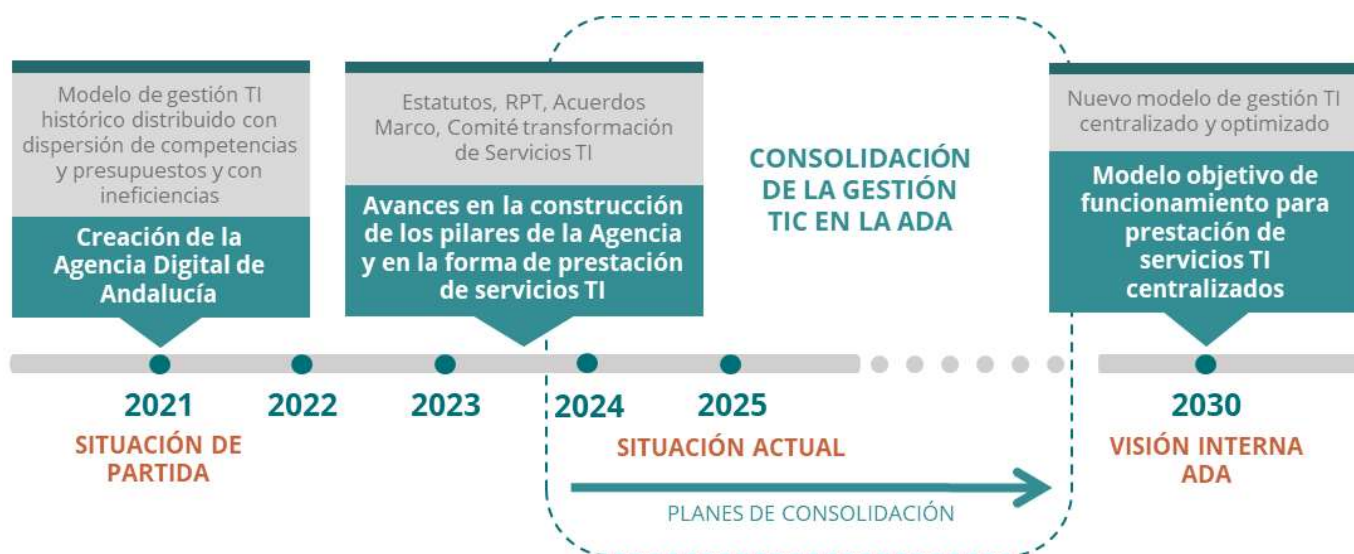 Modelo de gestión TI
histórico distribuido con
dispersión de competencias
y presupuestos y con
ineficiencias
Creación de la
Agencia Digital de
Andalucía
Estatutos, RPT, Acuerdos
Marco, Comité transformación
de Servicios TI
Avances en la construcción
de los pilares de la Agencia
y en la forma de prestación
de servicios TI
CONSOLIDACIÓN
DE LA GESTIÓN
TIC EN LA ADA
Nuevo modelo de gestión TI
centralizado y optimizado
Modelo objetivo de
funcionamiento para
prestación de
servicios TI
centralizados
2021
2022
2023
2024
2025
2030
SITUACIÓN DE
PARTIDA
SITUACIÓN ACTUAL
VISIÓN INTERNA
ADA
PLANES DE CONSOLIDACIÓN